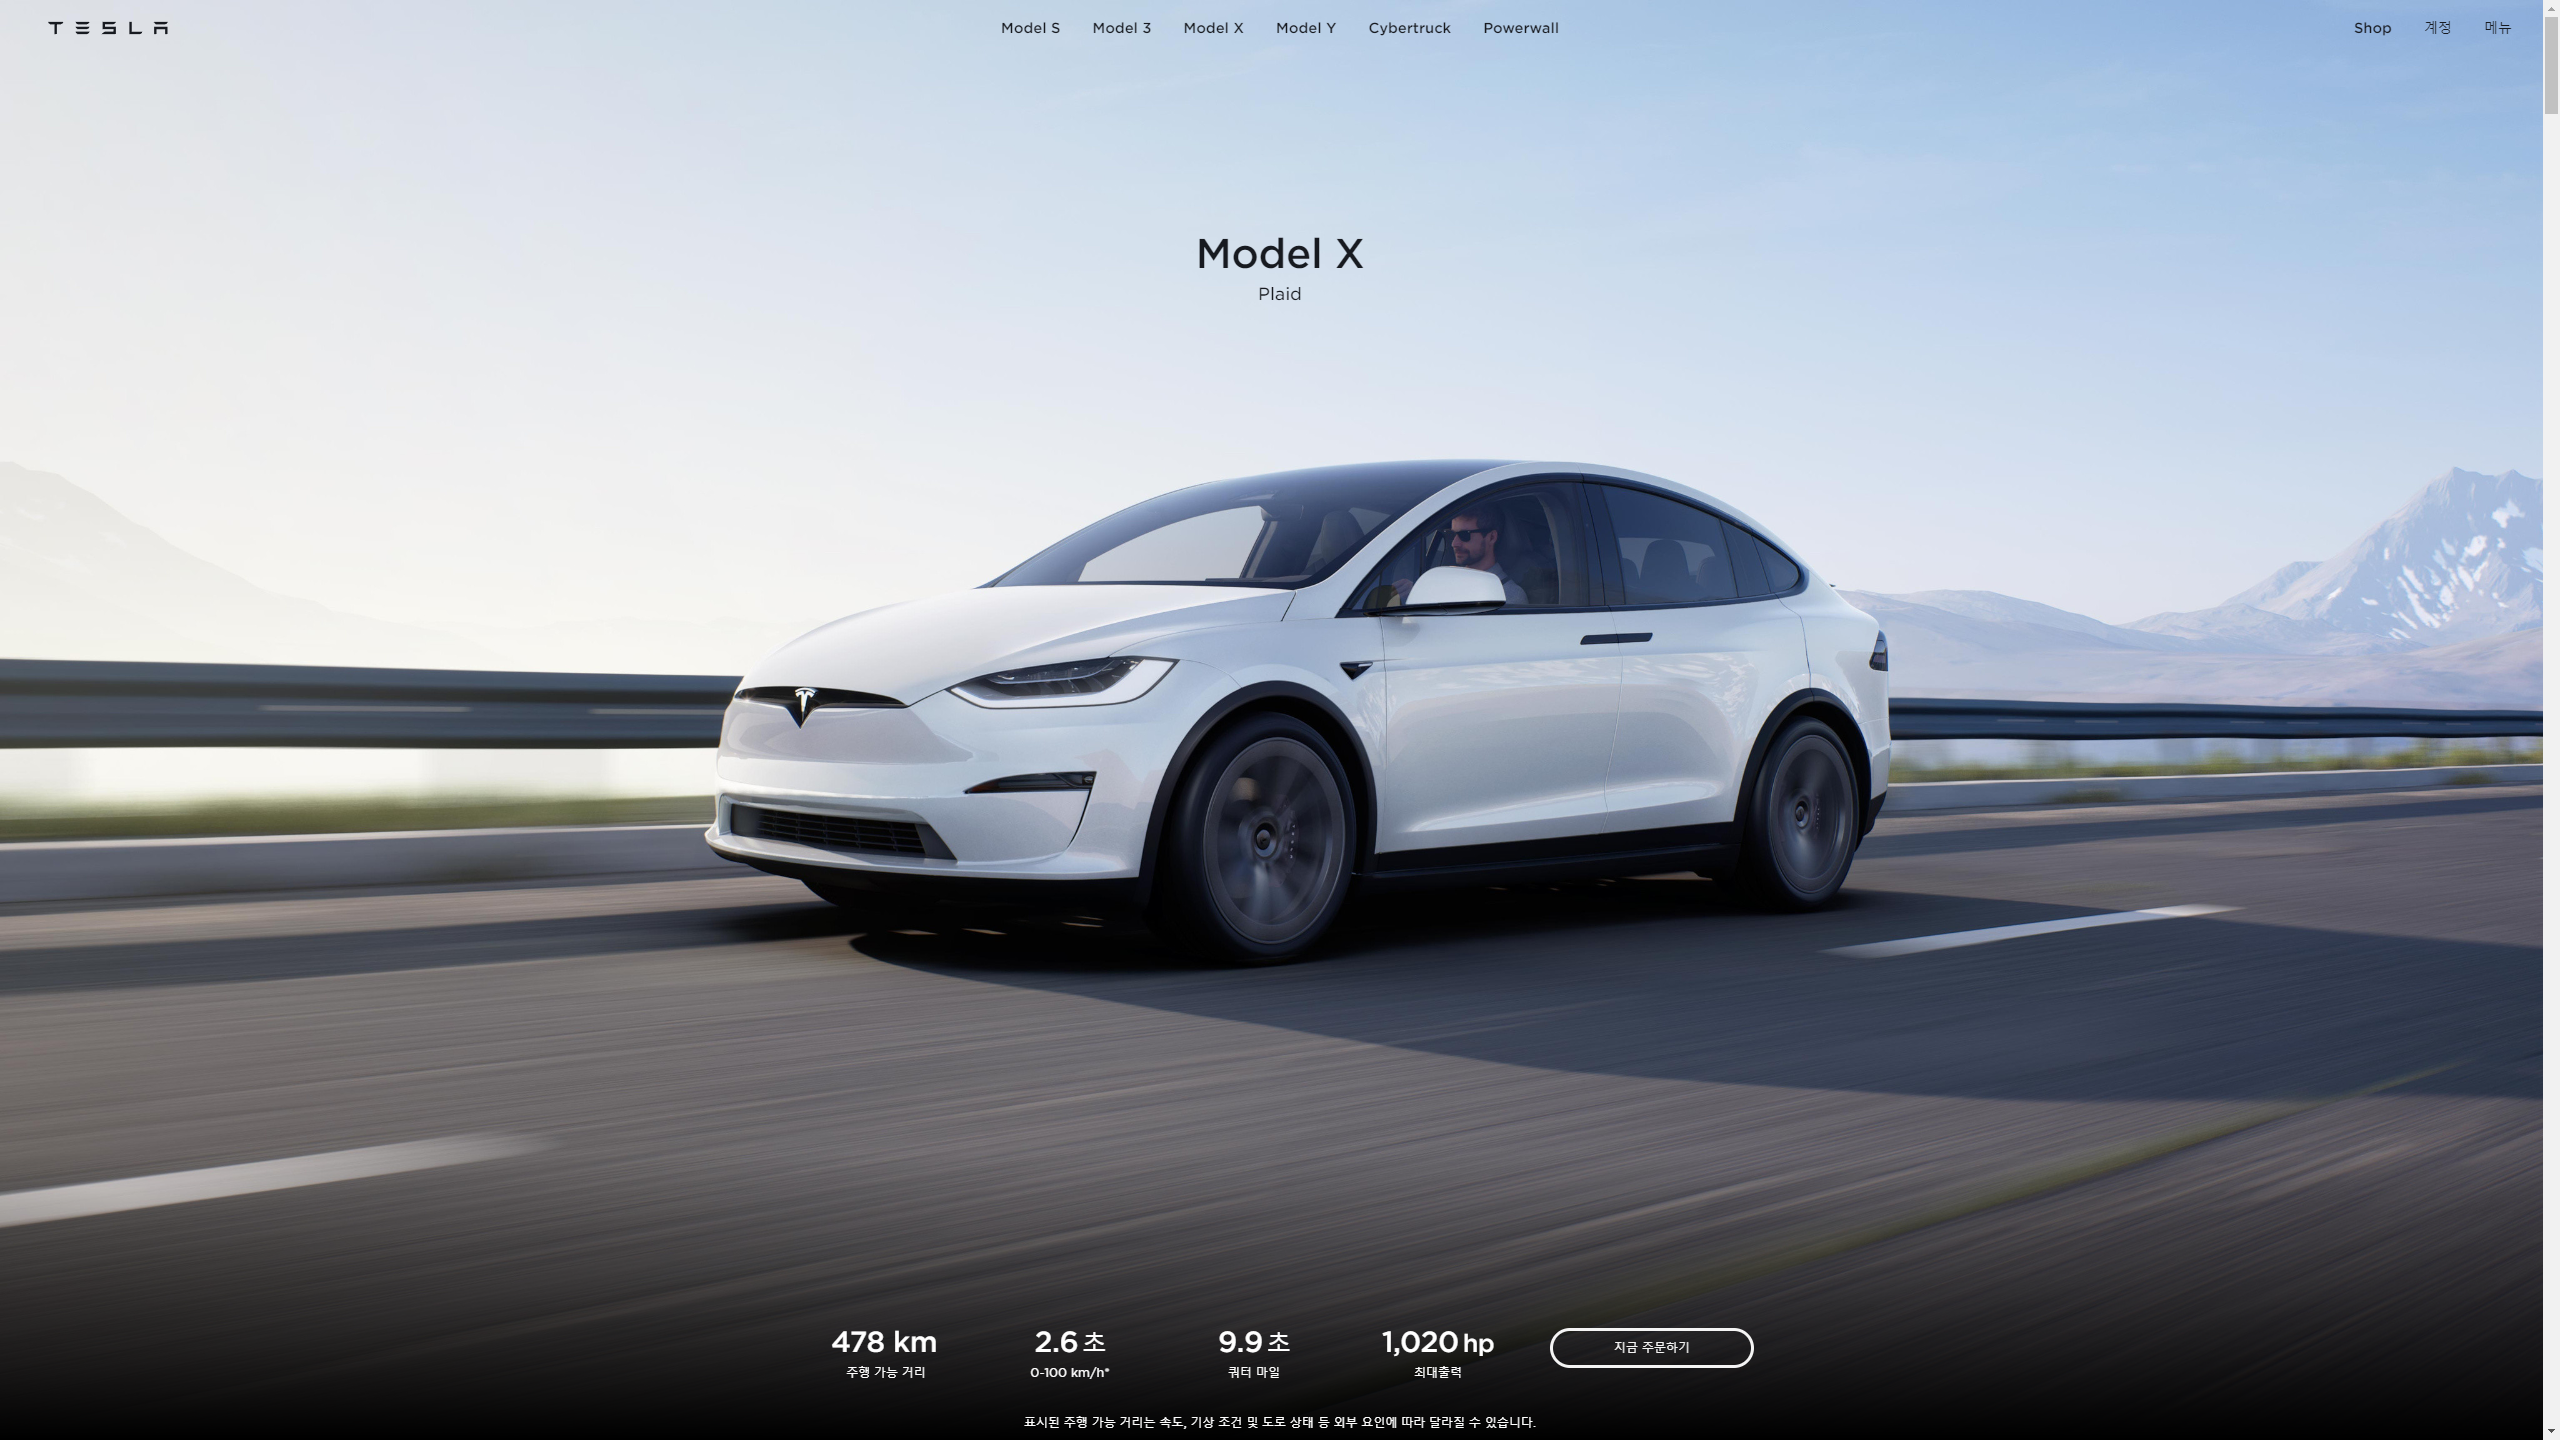 TESLA
Model S Model 3 Model X Model Y Cybertruck Powerwall
Shop 계정 메뉴
Model X
Plaid
478 km 2.6 초 9.9 초 1,020 hp
주행 가능 거리 0-100 km/h* 쿼터 마일 최대출력
지금 주문하기
표시된 주행 가능 거리는 속도, 기상 조건 및 도로 상태 등 외부 요인에 따라 달라질 수 있습니다.